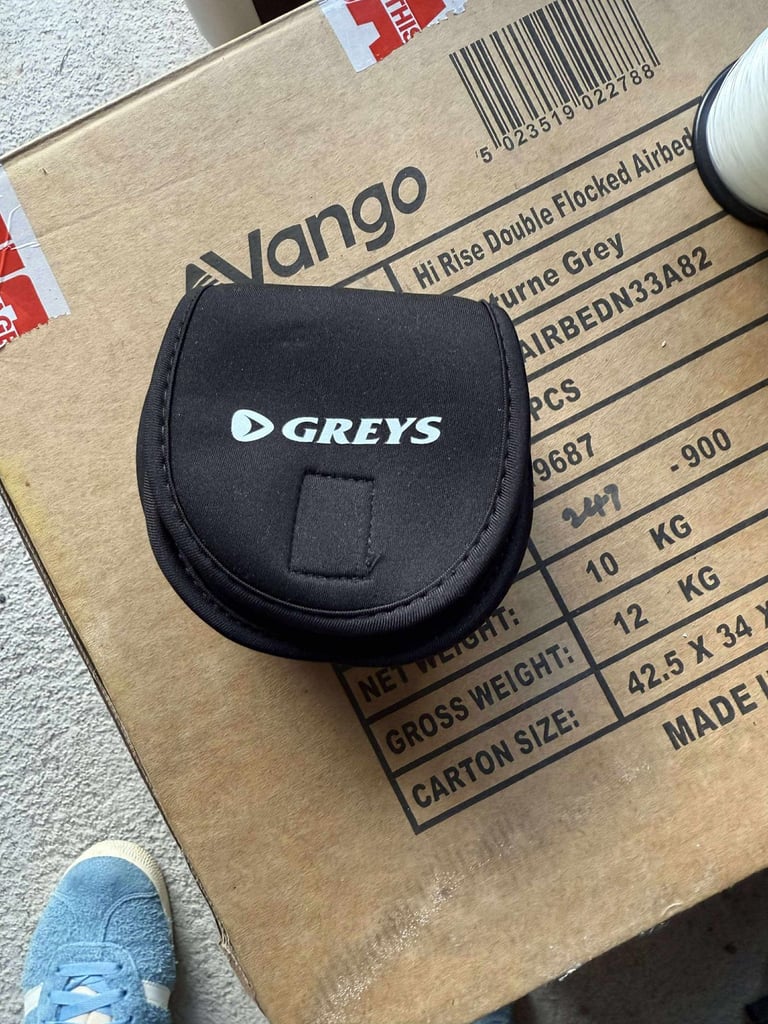 THIS
5 023519 022788
Vango
Hi Rise Double Flocked Airbed
turne Grey
AIRBEDN33A82
PCS
9687
247 -900
NET WEIGHT: 10 KG
GROSS WEIGHT: 12 KG
CARTON SIZE: 42.5 X 34 X
MADE
GREYS